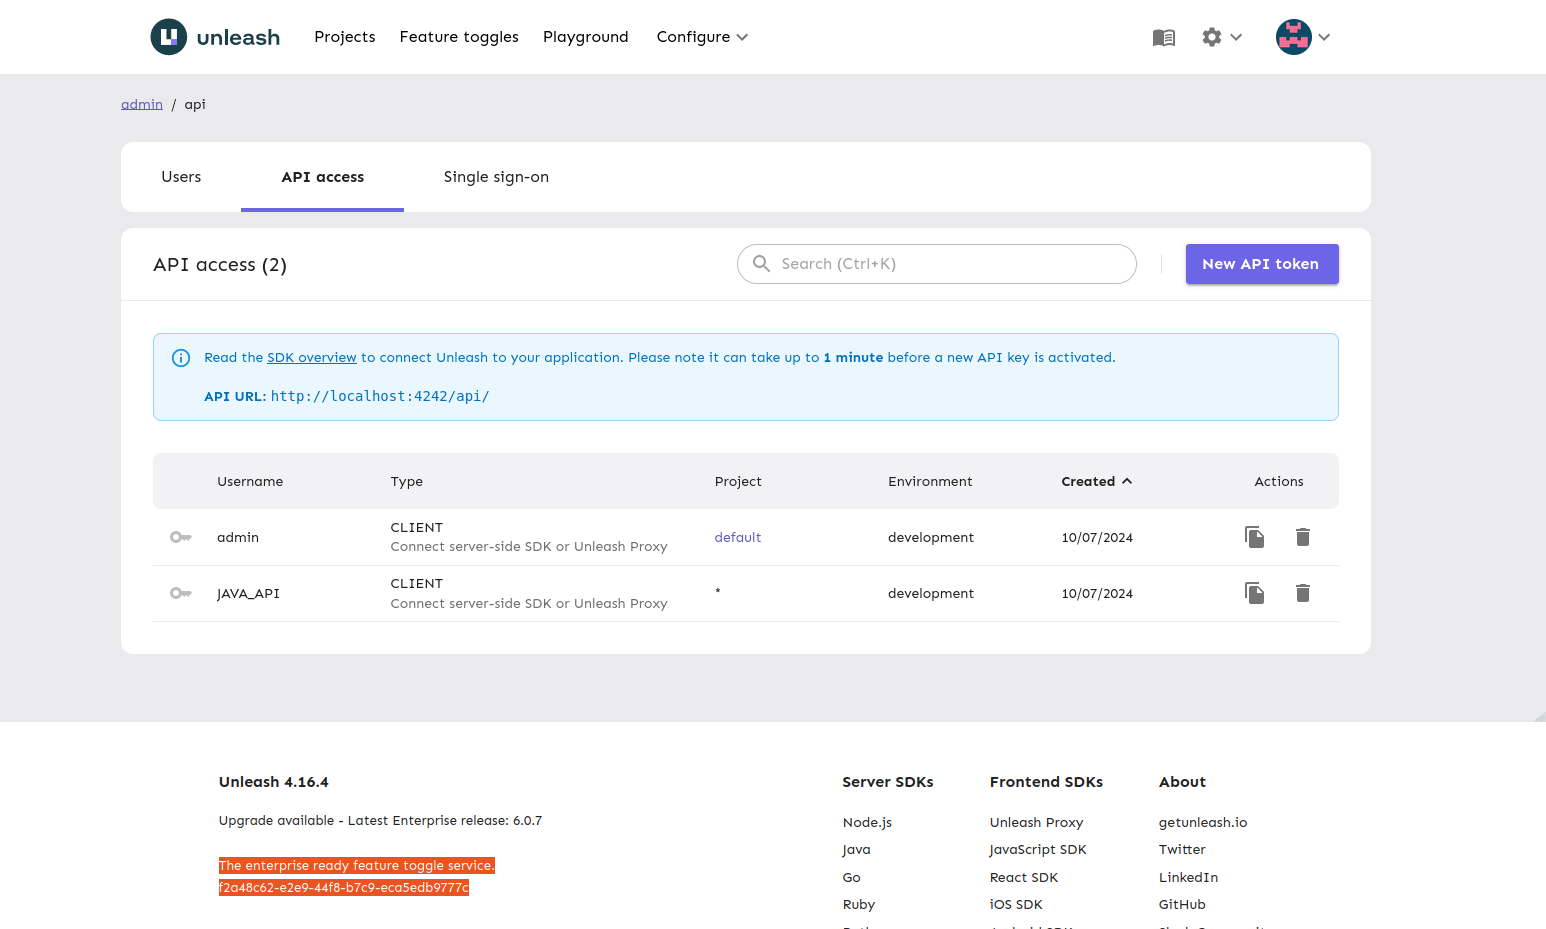 unleash Projects Feature toggles Playground Configure
admin / api
Users API access Single sign-on
API access (2) Search (Ctrl+K) New API token
Read the SDK overview to connect Unleash to your application. Please note it can take up to 1 minute before a new API key is activated.
API URL: http://localhost:4242/api/
Username Type Project Environment Created Actions
admin CLIENT default development 10/07/2024
Connect server-side SDK or Unleash Proxy
JAVA_API CLIENT * development 10/07/2024
Connect server-side SDK or Unleash Proxy
Unleash 4.16.4
Upgrade available - Latest Enterprise release: 6.0.7
The enterprise ready feature toggle service.
f2a48c62-e2e9-44f8-b7c9-eca5edb9777c
Server SDKs
Node.js
Java
Go
Ruby
Frontend SDKs
Unleash Proxy
JavaScript SDK
React SDK
iOS SDK
About
getunleash.io
Twitter
LinkedIn
GitHub